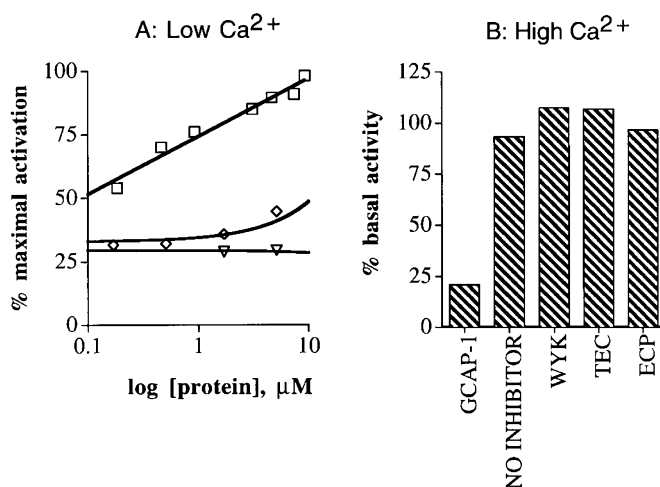 A: Low Ca2+
% maximal activation
100
75
50
25
0
0.1
1
10
log [protein], µM
B: High Ca2+
% basal activity
125
100
75
50
25
0
GCAP-1
NO INHIBITOR
WYK
TEC
ECP